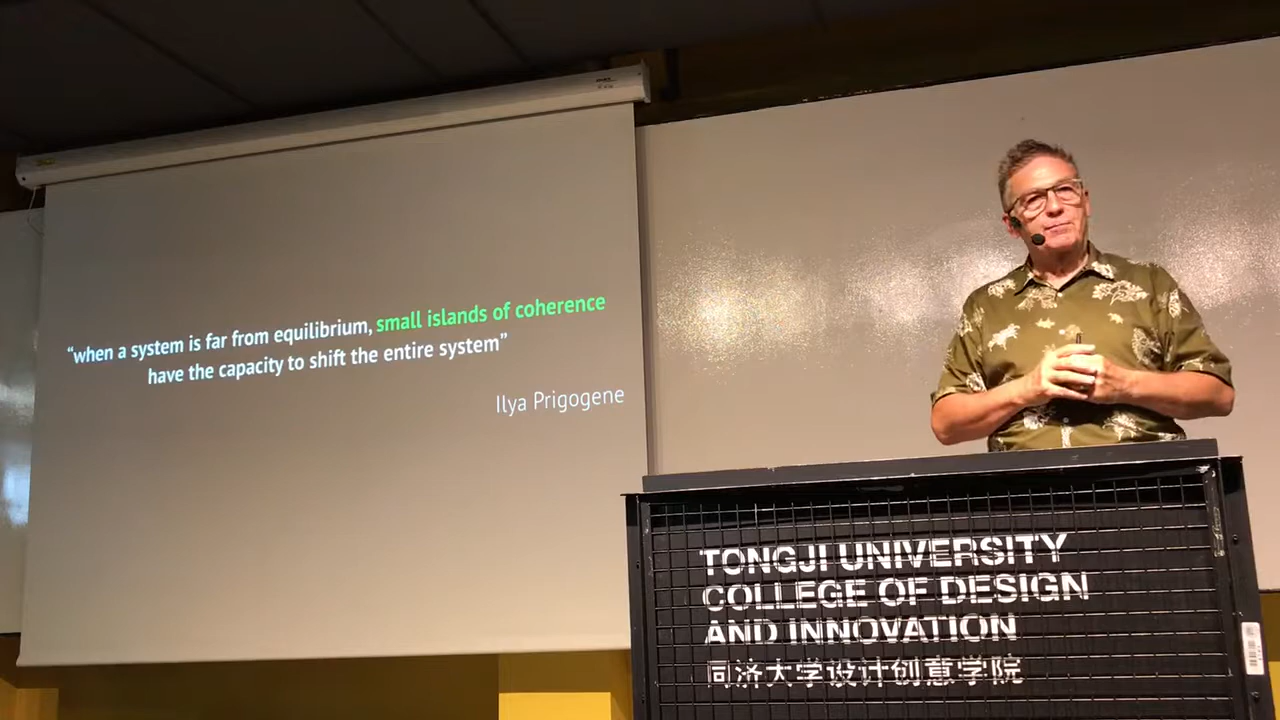 “when a system is far from equilibrium, small islands of coherence
have the capacity to shift the entire system”
Ilya Prigogene
TONGJI UNIVERSITY
COLLEGE OF DESIGN
AND INNOVATION
同济大学设计创意学院